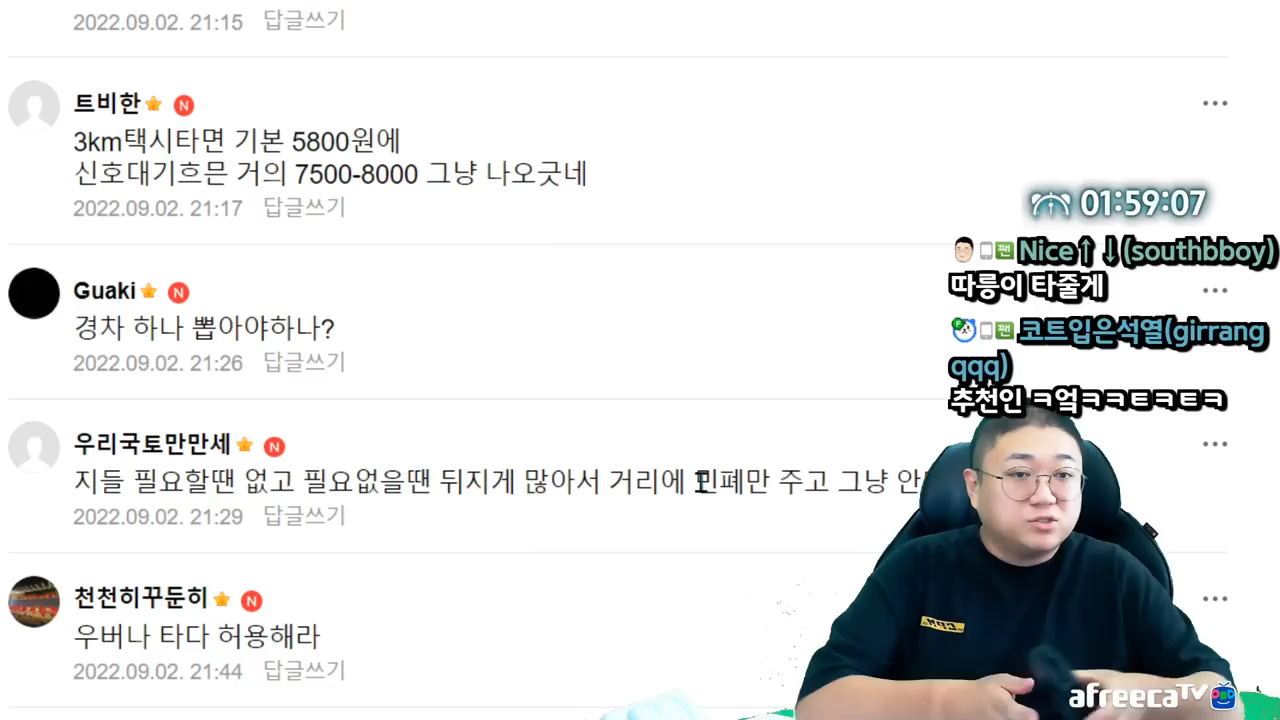 2022.09.02. 21:15 답글쓰기
트비한 N
3km택시타면 기본 5800원에
신호대기흐믄 거의 7500-8000 그냥 나오긋네
2022.09.02. 21:17 답글쓰기
01:59:07
팬 Nice↑↓(southbboy)
따릉이 타줄게
Guaki N
경차 하나 뽑아야하나?
2022.09.02. 21:26 답글쓰기
팬 코트입은석열(girrang
qqq)
추천인 ㅋ엌ㅋㅋㅌㅋㅌㅋ
우리국토만만세 N
지들 필요할땐 없고 필요없을땐 뒤지게 많아서 거리에 민폐만 주고 그냥 안
2022.09.02. 21:29 답글쓰기
천천히꾸둔히 N
우버나 타다 허용해라
2022.09.02. 21:44 답글쓰기
afreecaTV